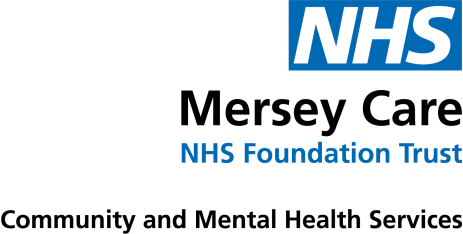 NHS
Mersey Care
NHS Foundation Trust
Community and Mental Health Services